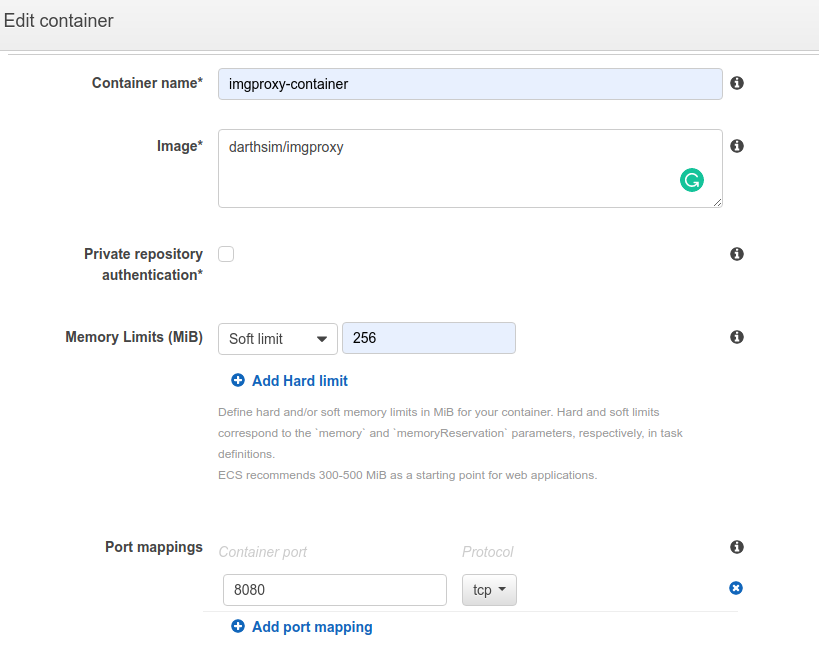 Edit container
Container name*
imgproxy-container
Image*
darthsim/imgproxy
Private repository
authentication*
Memory Limits (MiB)
Soft limit
256
Add Hard limit
Define hard and/or soft memory limits in MiB for your container. Hard and soft limits
correspond to the `memory` and `memoryReservation` parameters, respectively, in task
definitions.
ECS recommends 300-500 MiB as a starting point for web applications.
Port mappings
Container port
Protocol
8080
tcp
Add port mapping